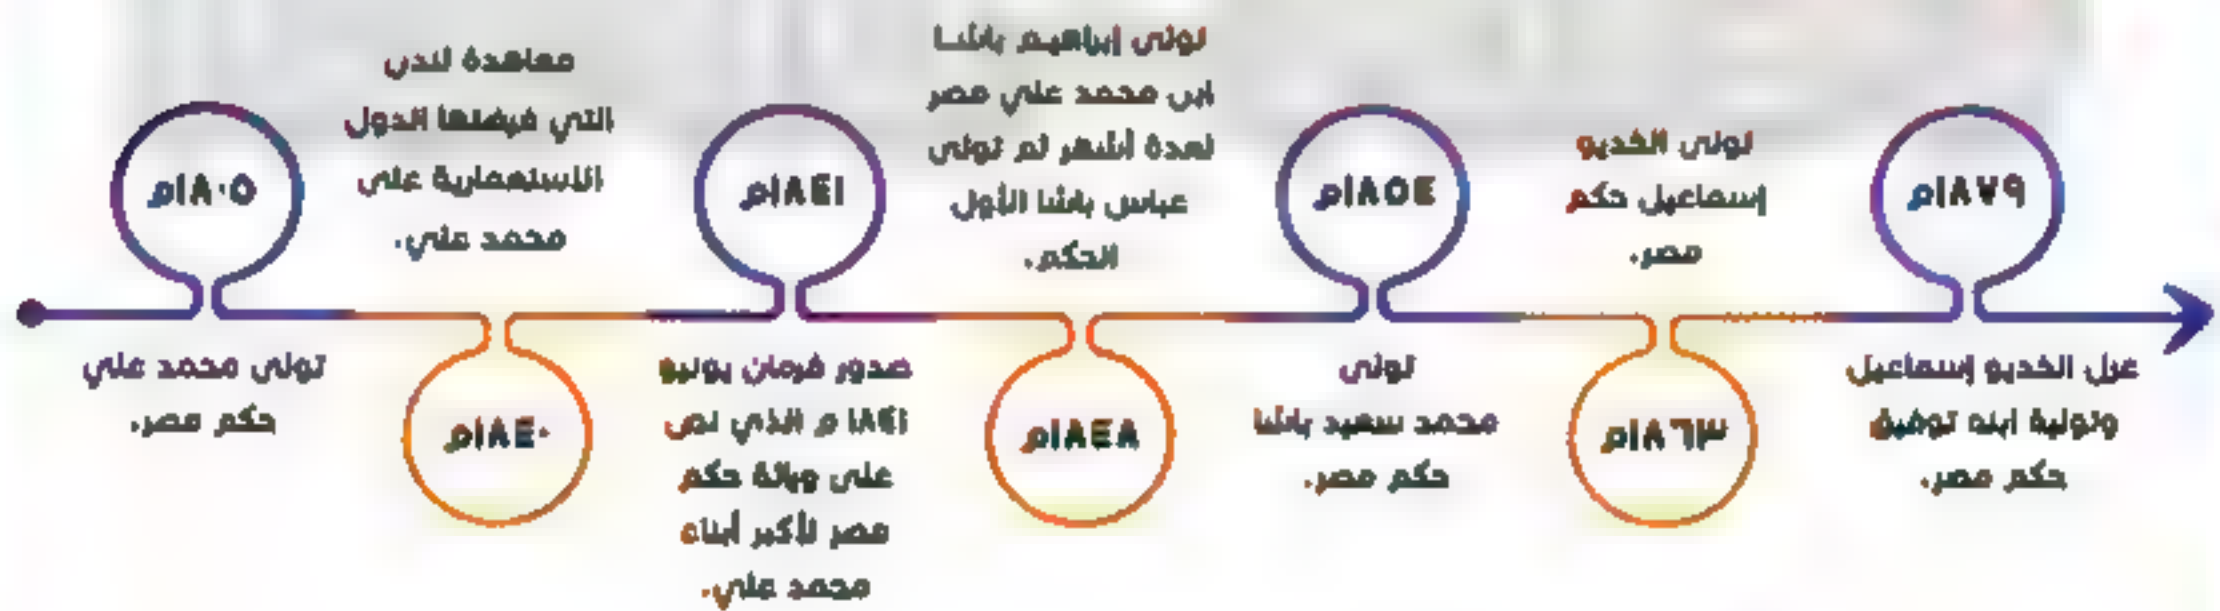 ١٨٠٥م
تولى محمد علي
حكم مصر.
معاهدة لندن
التي فرضتها الدول
الاستعمارية على
محمد علي.
١٨٤٠م
١٨٤١م
صدور فرمان يونيو
١٨٤١ م الذي نص
على وراثة حكم
مصر لأكبر أبناء
محمد علي.
تولى إبراهيم باشا
ابن محمد علي مصر
لعدة أشهر ثم تولى
عباس باشا الأول
الحكم.
١٨٤٨م
١٨٥٤م
تولى
محمد سعيد باشا
حكم مصر.
تولى الخديو
إسماعيل حكم
مصر.
١٨٦٣م
١٨٧٩م
عزل الخديو إسماعيل
وتولية ابنه توفيق
حكم مصر.